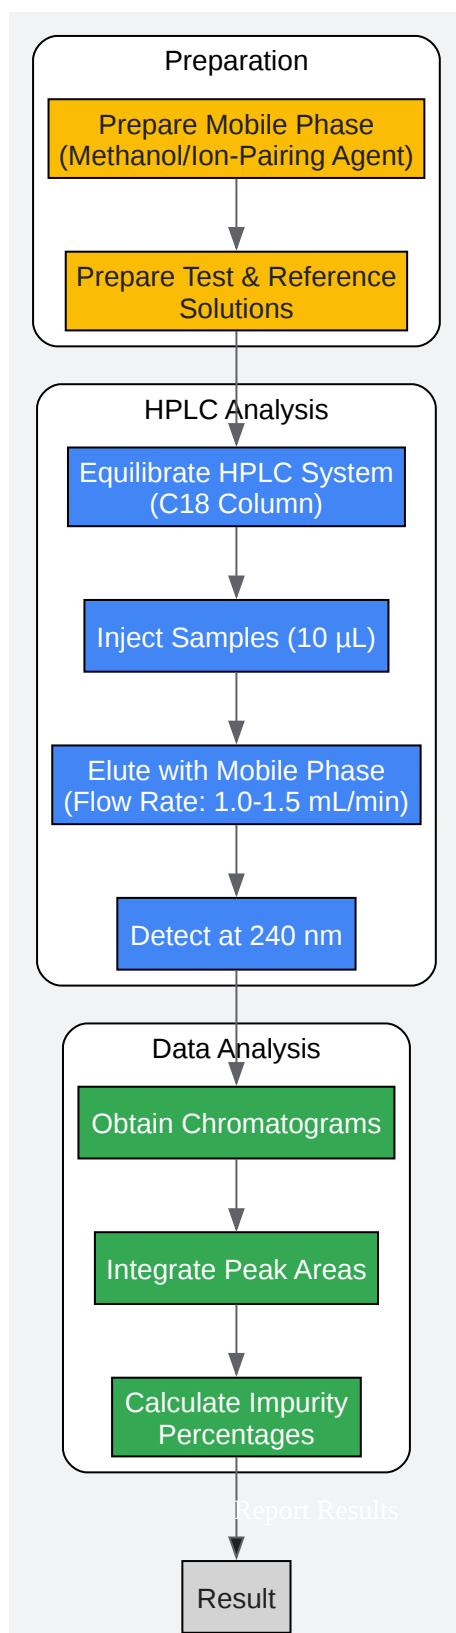 Preparation
Prepare Mobile Phase
(Methanol/Ion-Pairing Agent)
Prepare Test & Reference
Solutions
HPLC Analysis
Equilibrate HPLC System
(C18 Column)
Inject Samples (10 µL)
Elute with Mobile Phase
(Flow Rate: 1.0-1.5 mL/min)
Detect at 240 nm
Data Analysis
Obtain Chromatograms
Integrate Peak Areas
Calculate Impurity
Percentages
Report Results
Result